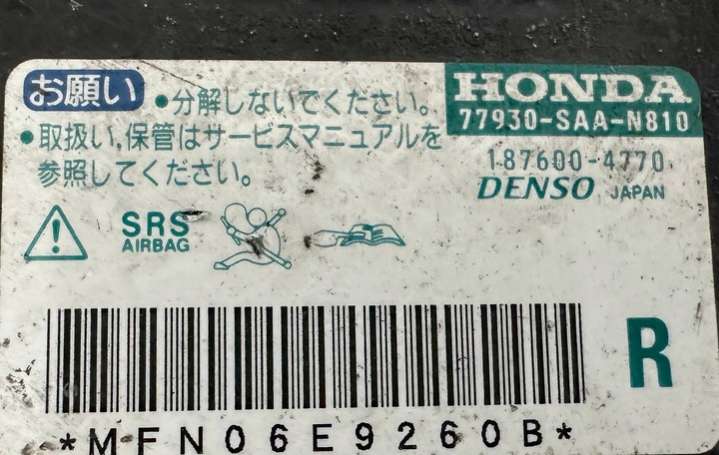 お願い
•分解しないでください。
•取扱い,保管はサービスマニュアルを
参照してください。
HONDA
77930-SAA-N810
187600-4770
DENSO JAPAN
SRS
AIRBAG
R
*MFN06E9260B*